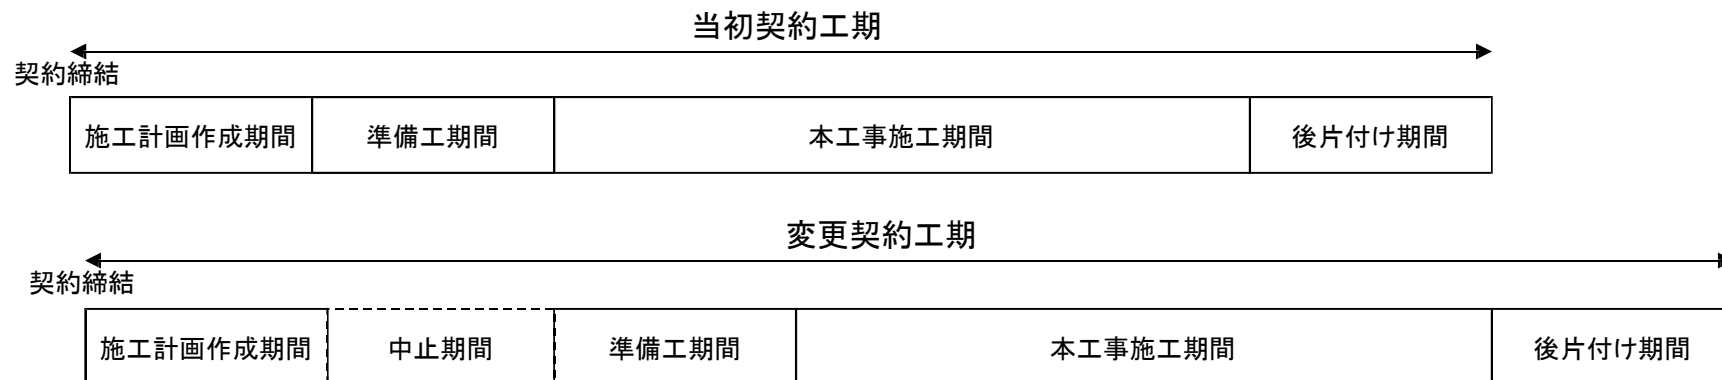 当初契約工期
契約締結
施工計画作成期間 準備工期間 本工事施工期間 後片付け期間
変更契約工期
契約締結
施工計画作成期間 中止期間 準備工期間 本工事施工期間 後片付け期間